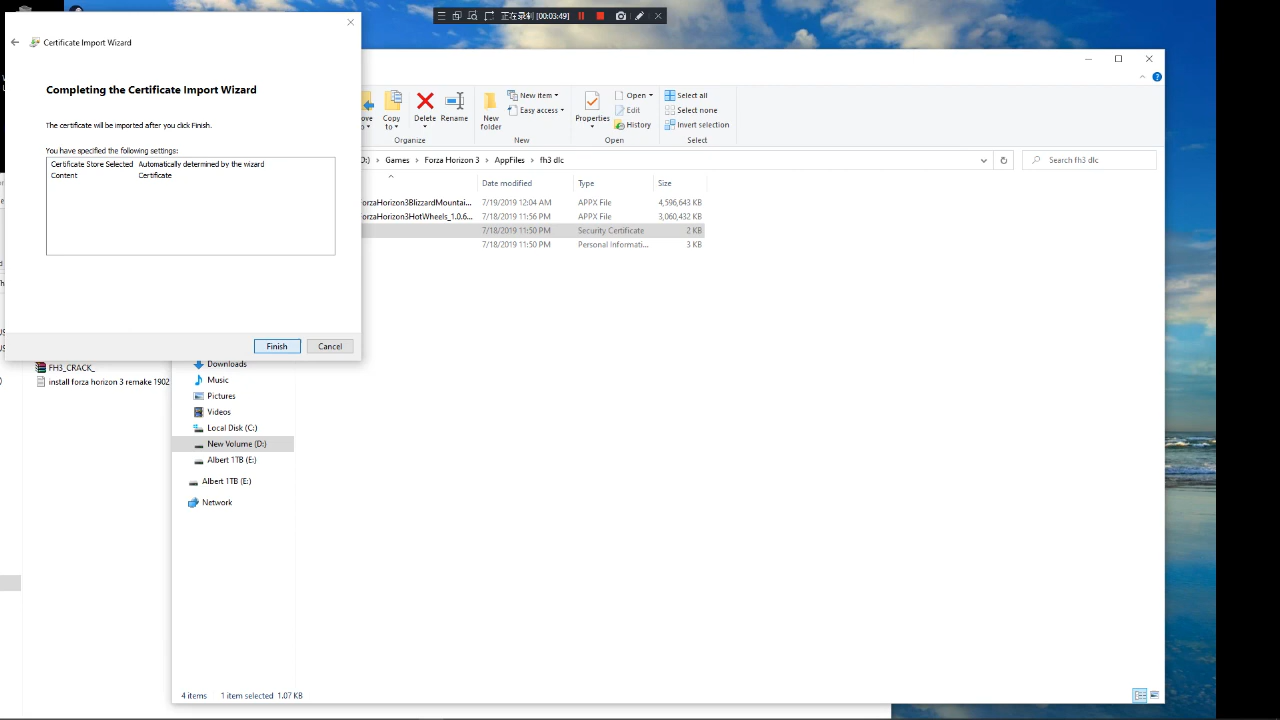 正在录制 [00:03:49]
Certificate Import Wizard
Completing the Certificate Import Wizard
The certificate will be imported after you click Finish.
You have specified the following settings:
Certificate Store Selected Automatically determined by the wizard
Content Certificate
Finish Cancel
Copy to
Delete
Rename
New folder
New item
Easy access
Properties
Open
Edit
History
Select all
Select none
Invert selection
Organize New Open Select
Games Forza Horizon 3 AppFiles fh3 dlc
Search fh3 dlc
Date modified Type Size
orzaHorizon3BlizzardMountai... 7/19/2019 12:04 AM APPX File 4,596,643 KB
orzaHorizon3HotWheels_1.0.6... 7/18/2019 11:56 PM APPX File 3,060,432 KB
7/18/2019 11:50 PM Security Certificate 2 KB
7/18/2019 11:50 PM Personal Informati... 3 KB
FH3_CRACK_
install forza horizon 3 remake 1902
Downloads
Music
Pictures
Videos
Local Disk (C:)
New Volume (D:)
Albert 1TB (E:)
Albert 1TB (E:)
Network
4 items 1 item selected 1.07 KB